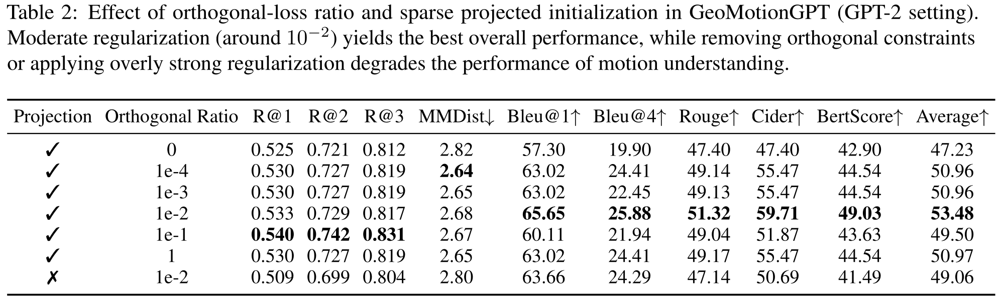 Table 2: Effect of orthogonal-loss ratio and sparse projected initialization in GeoMotionGPT (GPT-2 setting).
Moderate regularization (around 10⁻²) yields the best overall performance, while removing orthogonal constraints
or applying overly strong regularization degrades the performance of motion understanding.
Projection Orthogonal Ratio R@1 R@2 R@3 MMDist↓ Bleu@1↑ Bleu@4↑ Rouge↑ Cider↑ BertScore↑ Average↑
✓ 0 0.525 0.721 0.812 2.82 57.30 19.90 47.40 47.40 42.90 47.23
✓ 1e-4 0.530 0.727 0.819 2.64 63.02 24.41 49.14 55.47 44.54 50.96
✓ 1e-3 0.530 0.727 0.819 2.65 63.02 22.45 49.13 55.47 44.54 50.96
✓ 1e-2 0.533 0.729 0.817 2.68 65.65 25.88 51.32 59.71 49.03 53.48
✓ 1e-1 0.540 0.742 0.831 2.67 60.11 21.94 49.04 51.87 43.63 49.50
✓ 1 0.530 0.727 0.819 2.65 63.02 24.41 49.17 55.47 44.54 50.97
✗ 1e-2 0.509 0.699 0.804 2.80 63.66 24.29 47.14 50.69 41.49 49.06